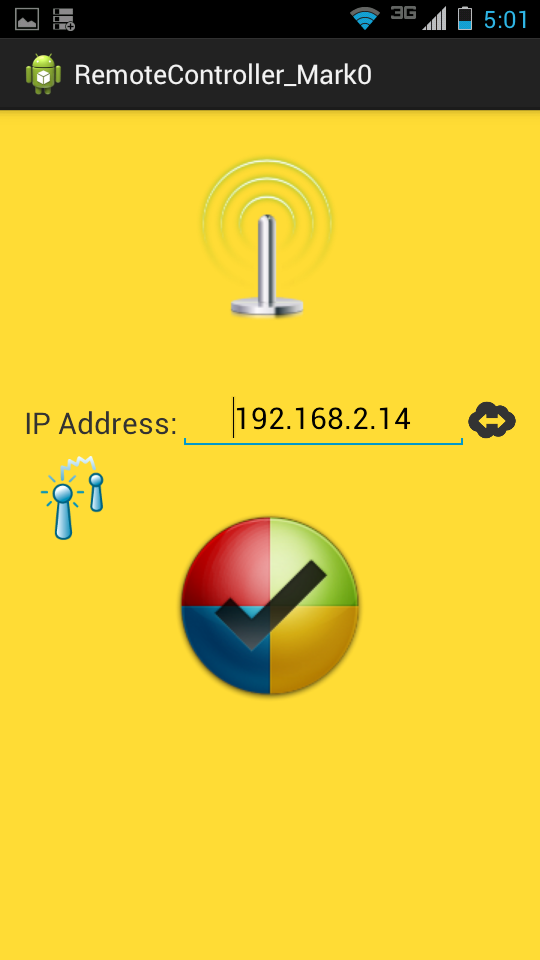 3G 5:01
RemoteController_Mark0
IP Address: 192.168.2.14